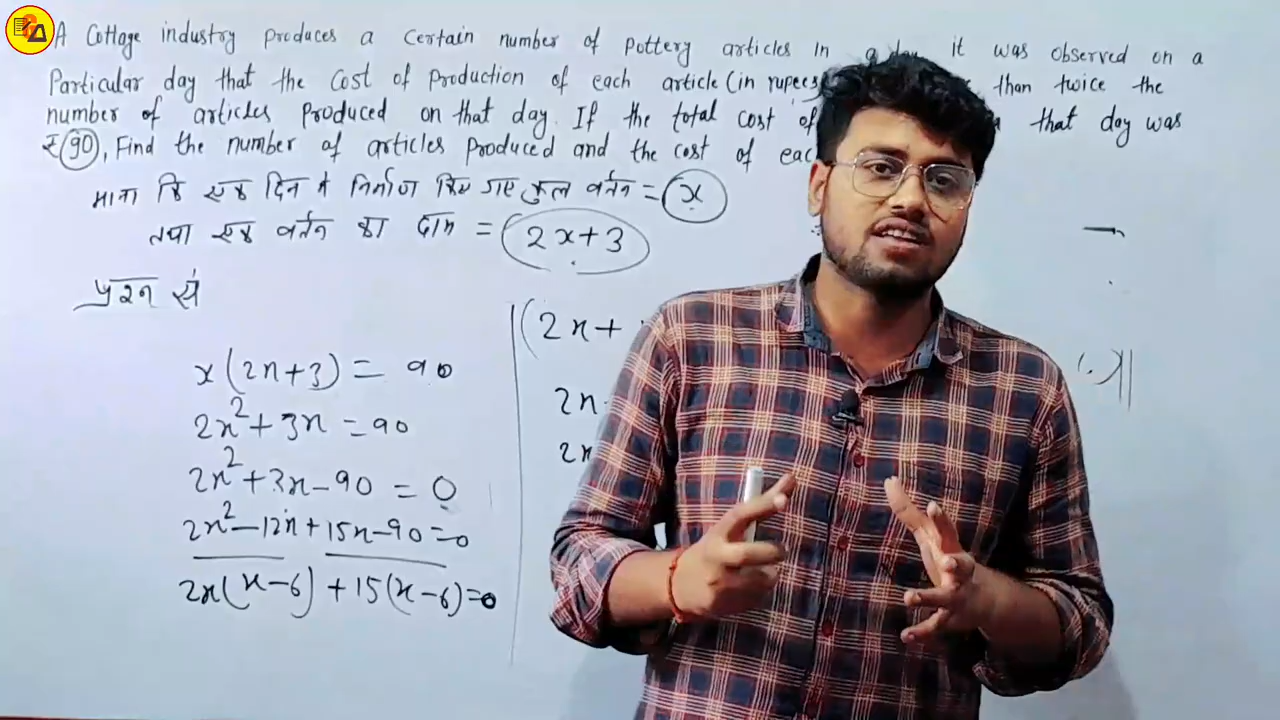 A Cottage industry produces a certain number of pottery articles in a day it was observed on a
Particular day that the cost of production of each article (in rupees) than twice the
number of articles produced on that day. If the total cost of that day was
₹ 90, Find the number of articles produced and the cost of eac
माना कि एक दिन में निर्माण किए गए कुल बर्तन = x
तथा एक बर्तन का दाम = 2x+3
प्रश्न से
x(2x+3) = 90
2x²+3x = 90
2x²+3x-90 = 0
2x²-12x+15x-90=0
2x(x-6)+15(x-6)=0
(2x+
2x
2x